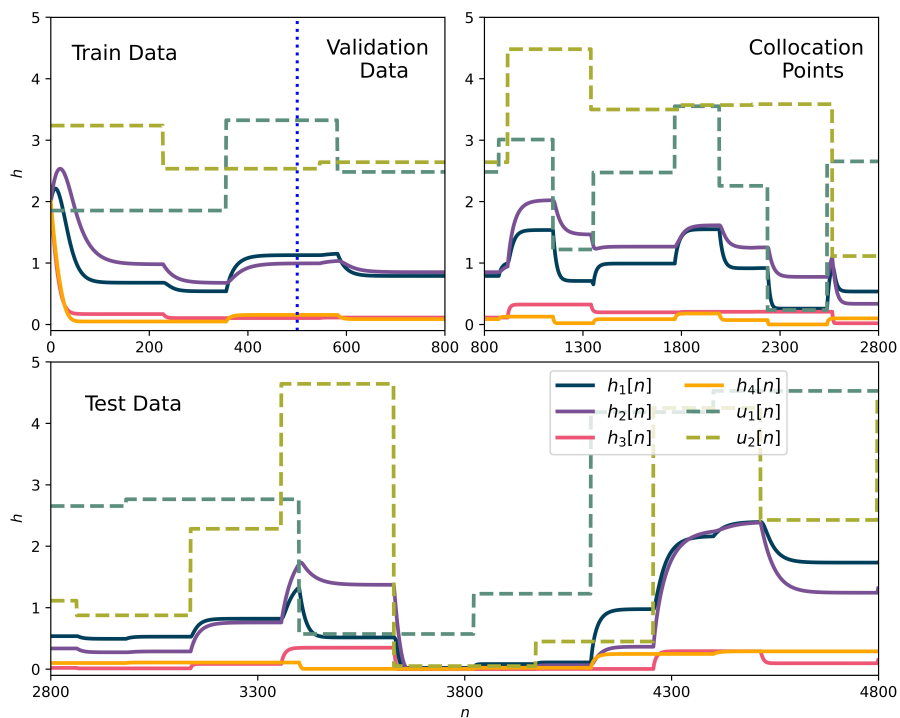 5
4
3
2
1
0
h
Train Data
Validation
Data
0
200
400
600
800
5
4
3
2
1
0
Collocation
Points
800
1300
1800
2300
2800
5
4
3
2
1
0
h
Test Data
h1[n]
h2[n]
h3[n]
h4[n]
u1[n]
u2[n]
2800
3300
3800
4300
4800
n